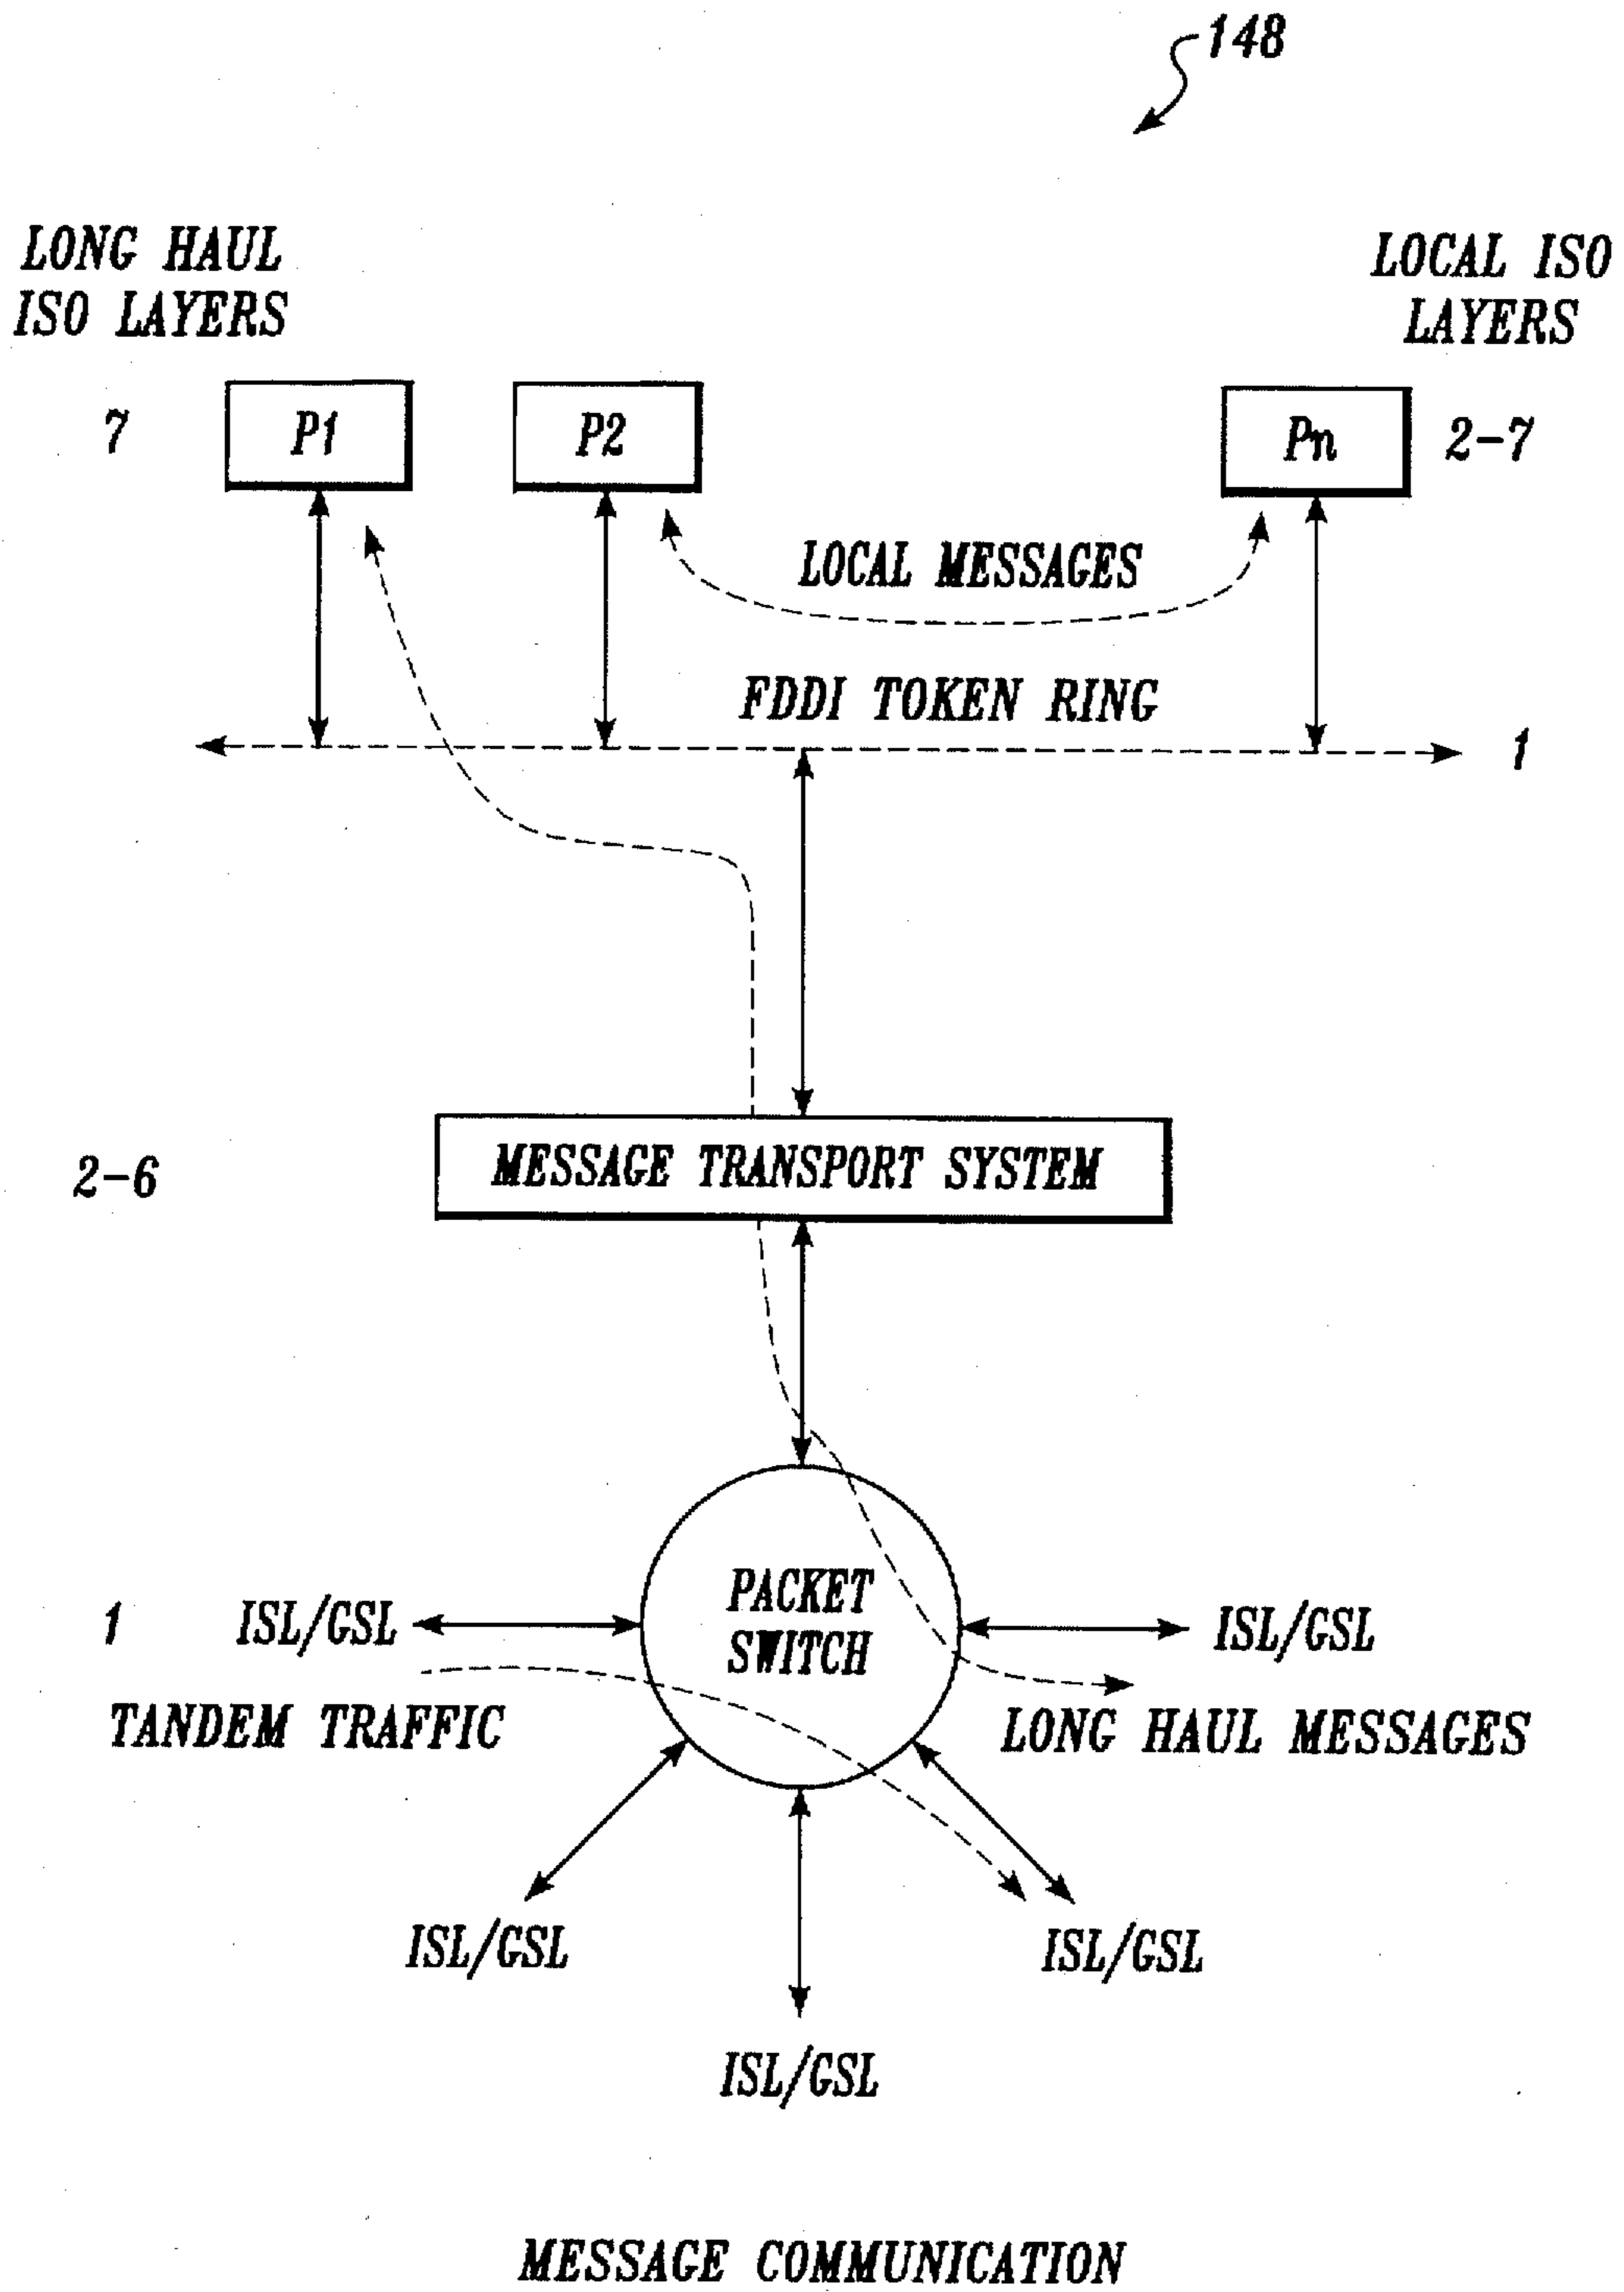 148
LONG HAUL
ISO LAYERS
LOCAL ISO
LAYERS
7
P1
P2
Pn
2-7
LOCAL MESSAGES
FDDI TOKEN RING
1
2-6
MESSAGE TRANSPORT SYSTEM
PACKET
SWITCH
1
ISL/GSL
ISL/GSL
TANDEM TRAFFIC
LONG HAUL MESSAGES
ISL/GSL
ISL/GSL
ISL/GSL
MESSAGE COMMUNICATION